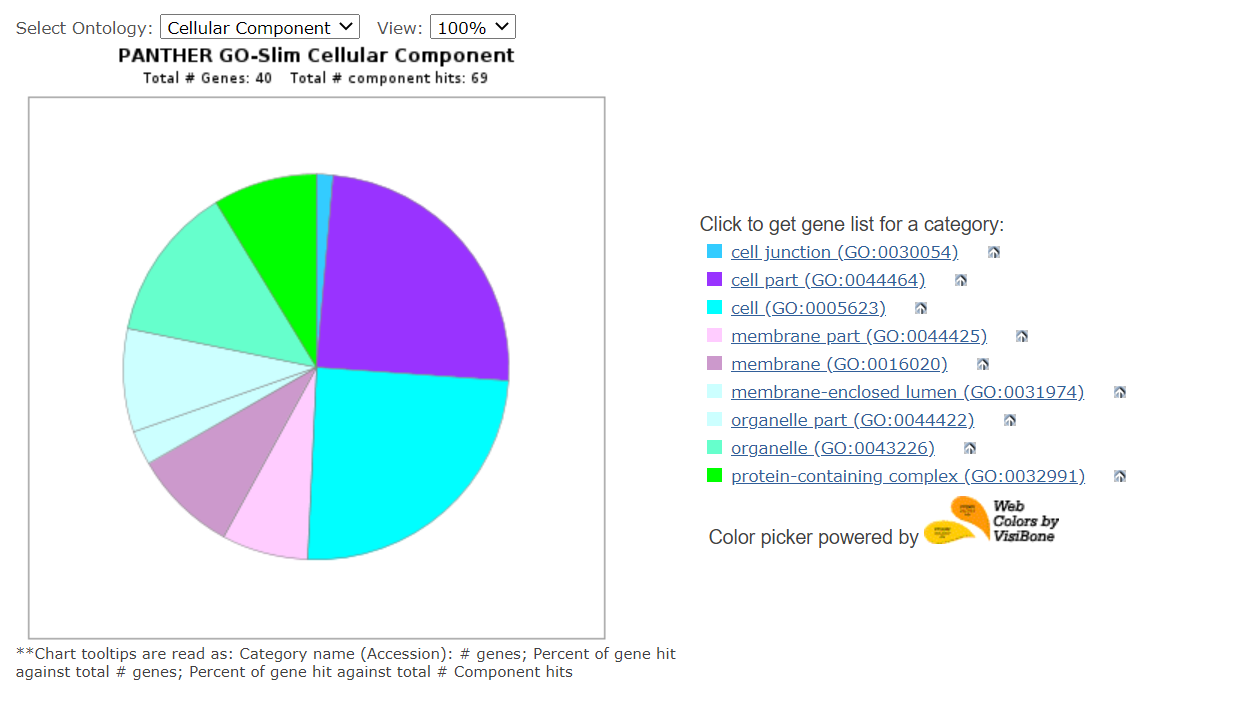 Select Ontology: Cellular Component View: 100%
PANTHER GO-Slim Cellular Component
Total # Genes: 40 Total # component hits: 69
Click to get gene list for a category:
cell junction (GO:0030054)
cell part (GO:0044464)
cell (GO:0005623)
membrane part (GO:0044425)
membrane (GO:0016020)
membrane-enclosed lumen (GO:0031974)
organelle part (GO:0044422)
organelle (GO:0043226)
protein-containing complex (GO:0032991)
Color picker powered by
Web
Colors by
VisiBone
**Chart tooltips are read as: Category name (Accession): # genes; Percent of gene hit
against total # genes; Percent of gene hit against total # Component hits